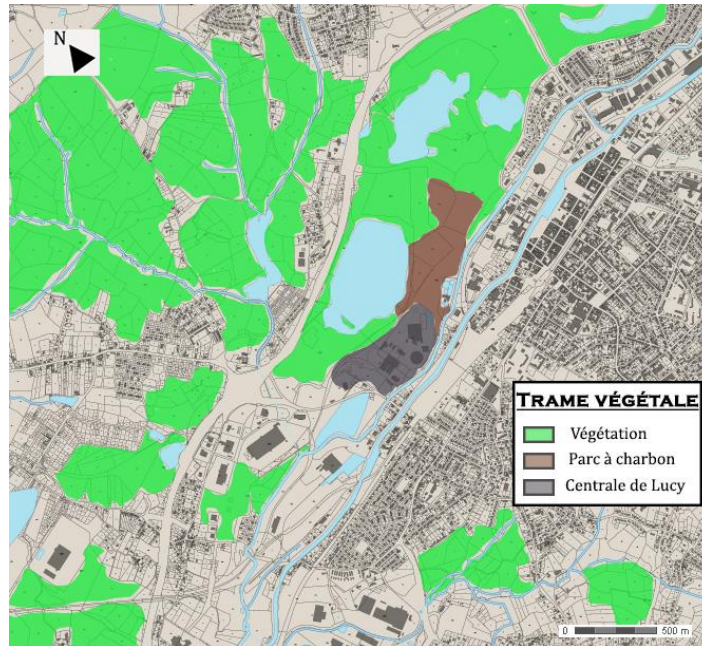 N
TRAME VÉGÉTALE
Végétation
Parc à charbon
Centrale de Lucy
0 500 m